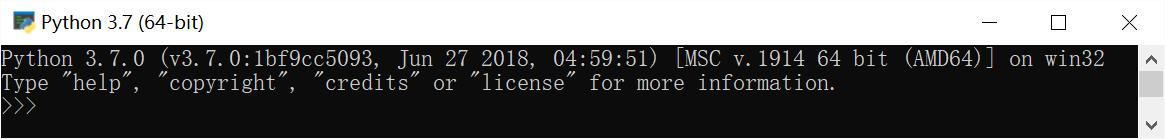 Python 3.7 (64-bit)
Python 3.7.0 (v3.7.0:1bf9cc5093, Jun 27 2018, 04:59:51) [MSC v.1914 64 bit (AMD64)] on win32
Type "help", "copyright", "credits" or "license" for more information.
>>>